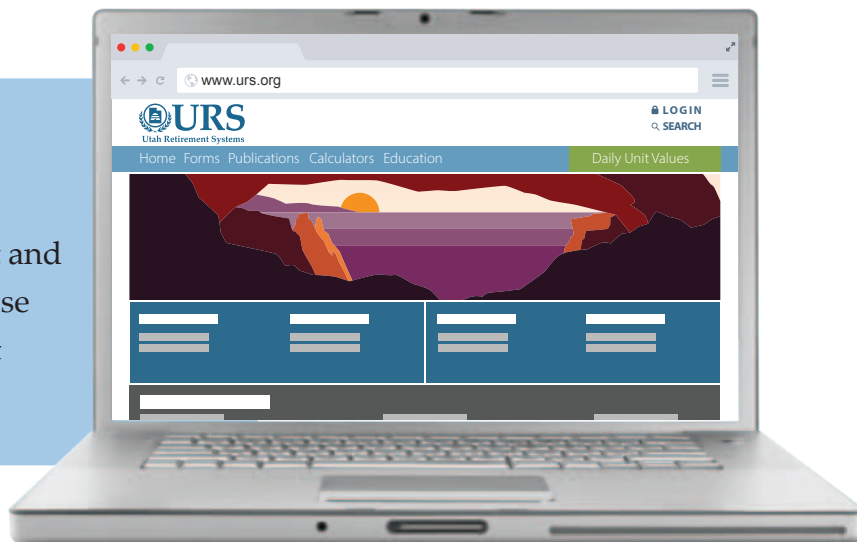 and
se
www.urs.org
URS
Utah Retirement Systems
LOGIN
SEARCH
Home Forms Publications Calculators Education
Daily Unit Values